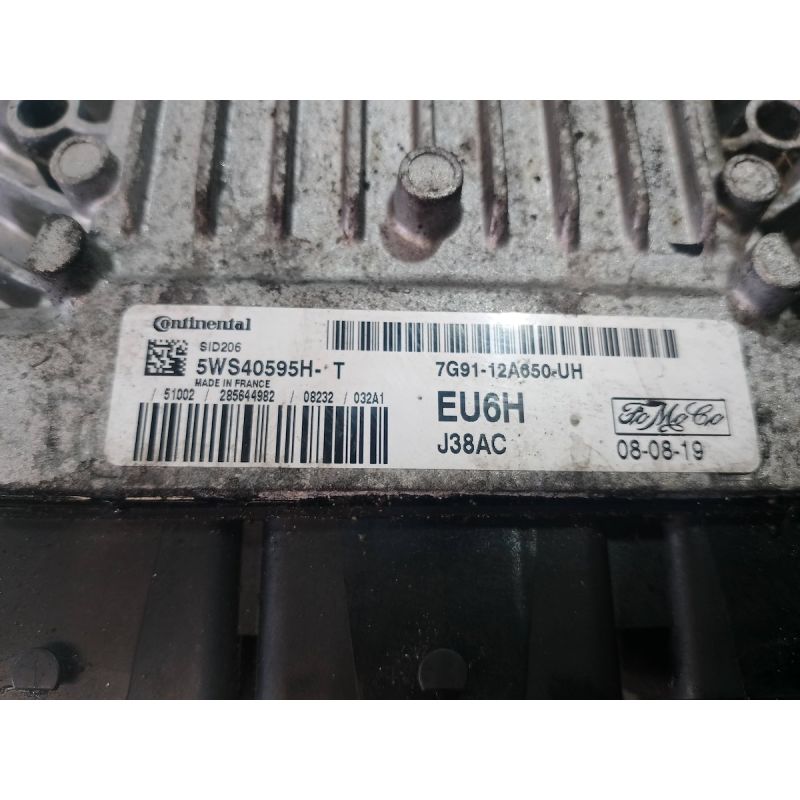 Continental
SID206
5WS40595H- T
MADE IN FRANCE
/ 51002 / 285644982 / 08232 / 032A1
7G91-12A650-UH
EU6H
J38AC
FoMoCo
08-08-19